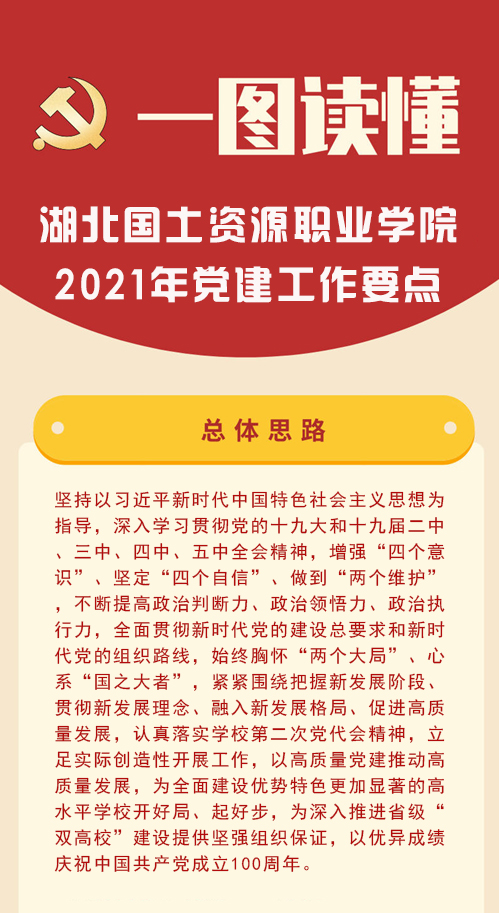 一图读懂
湖北国土资源职业学院
2021年党建工作要点
总体思路
坚持以习近平新时代中国特色社会主义思想为
指导，深入学习贯彻党的十九大和十九届二中
、三中、四中、五中全会精神，增强“四个意
识”、坚定“四个自信”、做到“两个维护”
，不断提高政治判断力、政治领悟力、政治执
行力，全面贯彻新时代党的建设总要求和新时
代党的组织路线，始终胸怀“两个大局”、心
系“国之大者”，紧紧围绕把握新发展阶段、
贯彻新发展理念、融入新发展格局、促进高质
量发展，认真落实学校第二次党代会精神，立
足实际创造性开展工作，以高质量党建推动高
质量发展，为全面建设优势特色更加显著的高
水平学校开好局、起好步，为深入推进省级“
双高校”建设提供坚强组织保证，以优异成绩
庆祝中国共产党成立100周年。